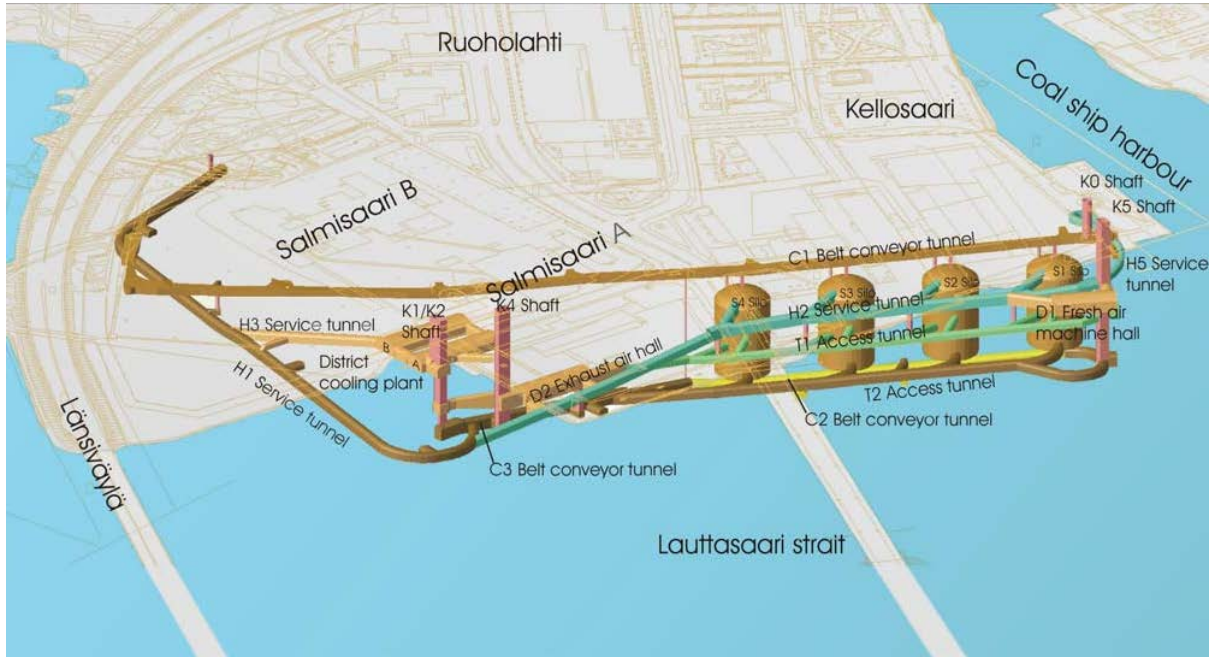 Ruoholahti
Kellosaari
Coal ship harbour
K0 Shaft
K5 Shaft
Salmisaari B
Salmisaari A
C1 Belt conveyor tunnel
H5 Service
tunnel
S4 Silo
S3 Silo
S2 Silo
S1 Silo
K1/K2
Shaft
K4 Shaft
H2 Service tunnel
D1 Fresh air
machine hall
H3 Service tunnel
T1 Access tunnel
B
A
District
cooling plant
D2 Exhaust air hall
T2 Access tunnel
H1 Service tunnel
C2 Belt conveyor tunnel
Länsiväylä
C3 Belt conveyor tunnel
Lauttasaari strait